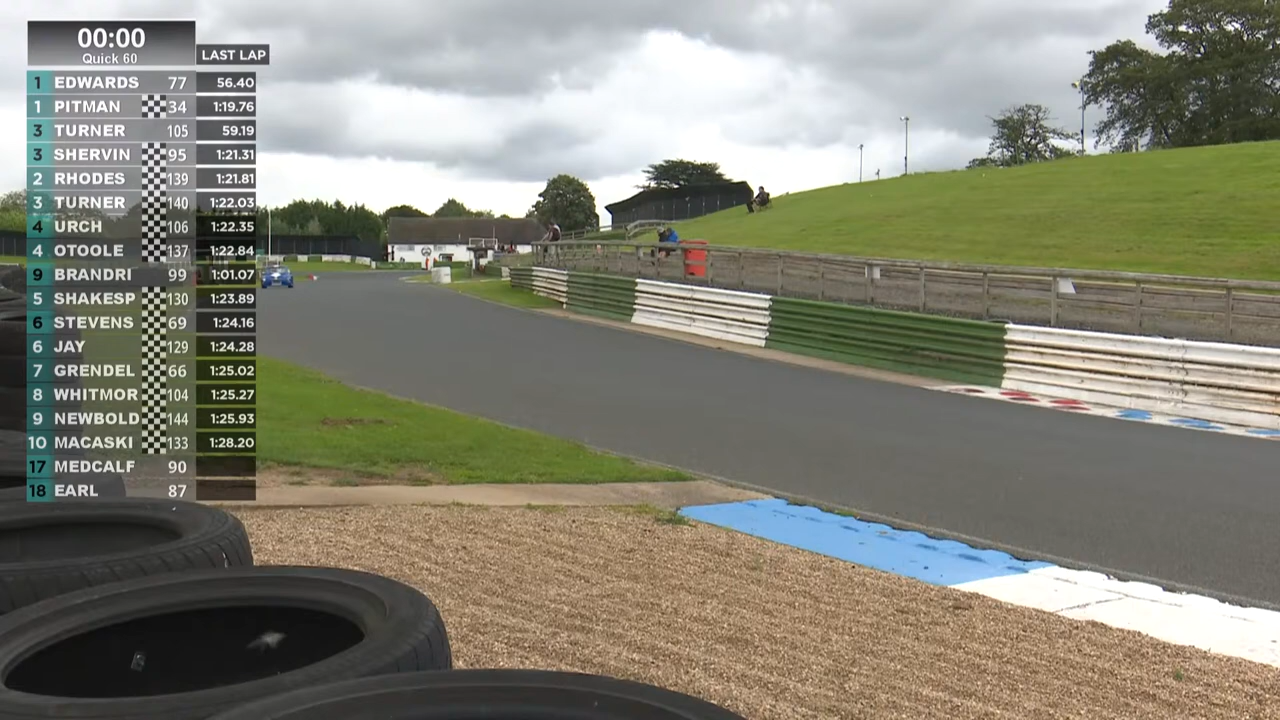 00:00
Quick 60
LAST LAP
1 EDWARDS 77 56.40
1 PITMAN 34 1:19.76
3 TURNER 105 59.19
3 SHERVIN 95 1:21.31
2 RHODES 139 1:21.81
3 TURNER 140 1:22.03
4 URCH 106 1:22.35
4 OTOOLE 137 1:22.84
9 BRANDRI 99 1:01.07
5 SHAKESP 130 1:23.89
6 STEVENS 69 1:24.16
6 JAY 129 1:24.28
7 GRENDEL 66 1:25.02
8 WHITMOR 104 1:25.27
9 NEWBOLD 144 1:25.93
10 MACASKI 133 1:28.20
17 MEDCALF 90
18 EARL 87